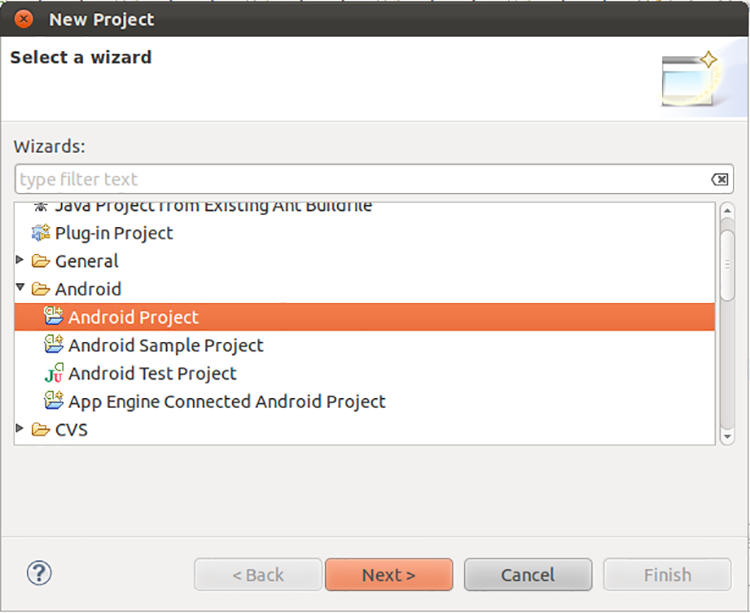 New Project
Select a wizard
Wizards:
type filter text
Java Project from Existing Ant Buildfile
Plug-in Project
General
Android
Android Project
Android Sample Project
Android Test Project
App Engine Connected Android Project
CVS
? < Back Next > Cancel Finish